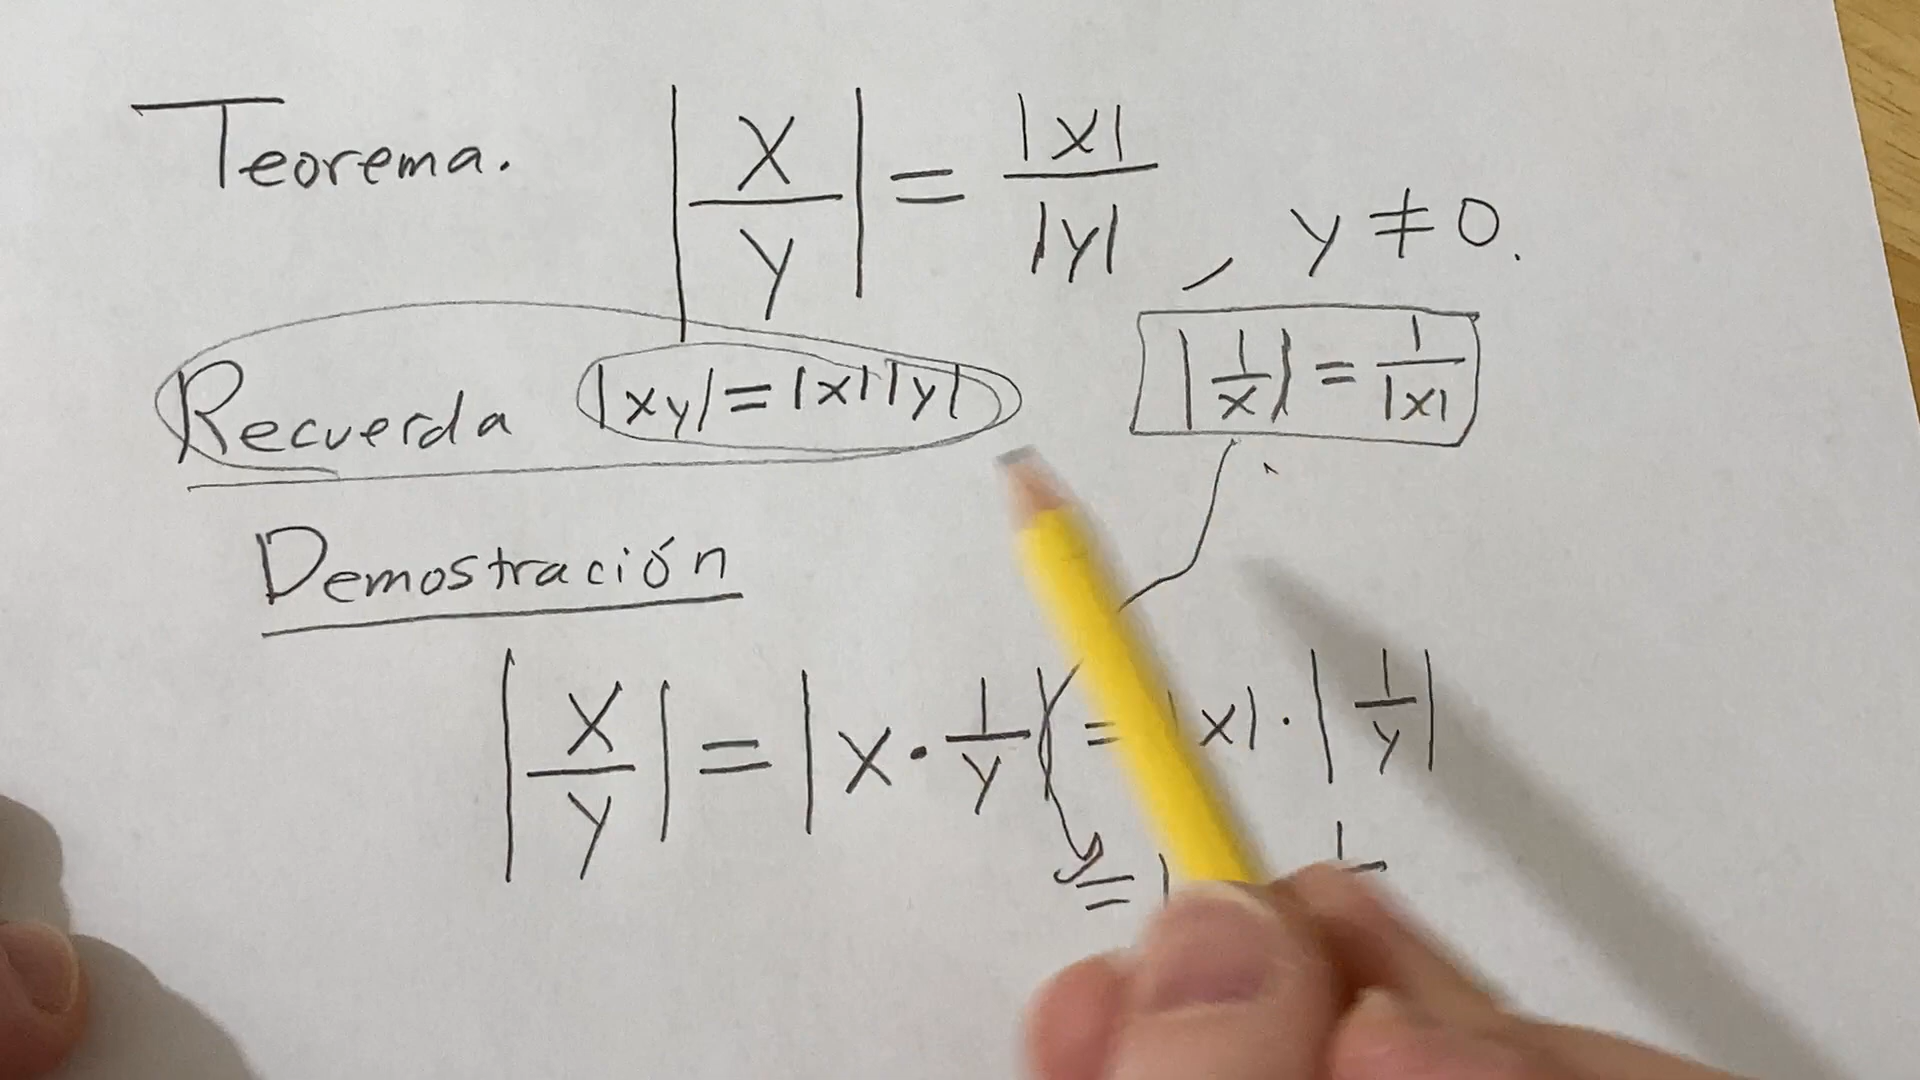 Teorema. |x/y| = |x|/|y| , y ≠ 0.
Recuerda |xy| = |x||y| |1/x| = 1/|x|
Demostración
|x/y| = |x · 1/y| = |x| · |1/y|
=